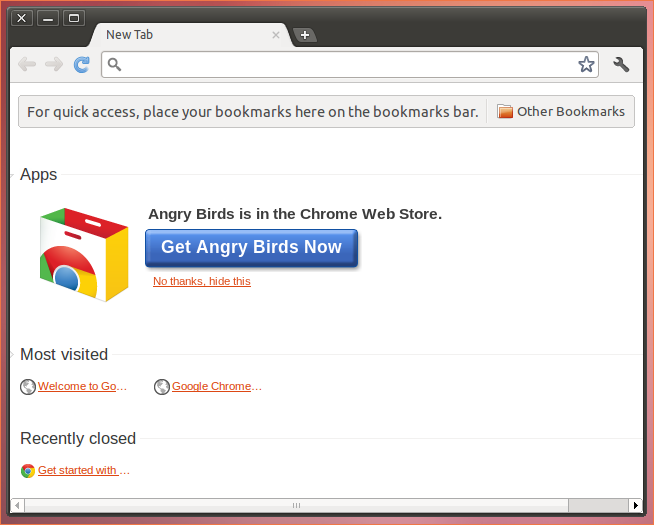 New Tab
For quick access, place your bookmarks here on the bookmarks bar.
Other Bookmarks
Apps
Angry Birds is in the Chrome Web Store.
Get Angry Birds Now
No thanks, hide this
Most visited
Welcome to Go...
Google Chrome...
Recently closed
Get started with ...